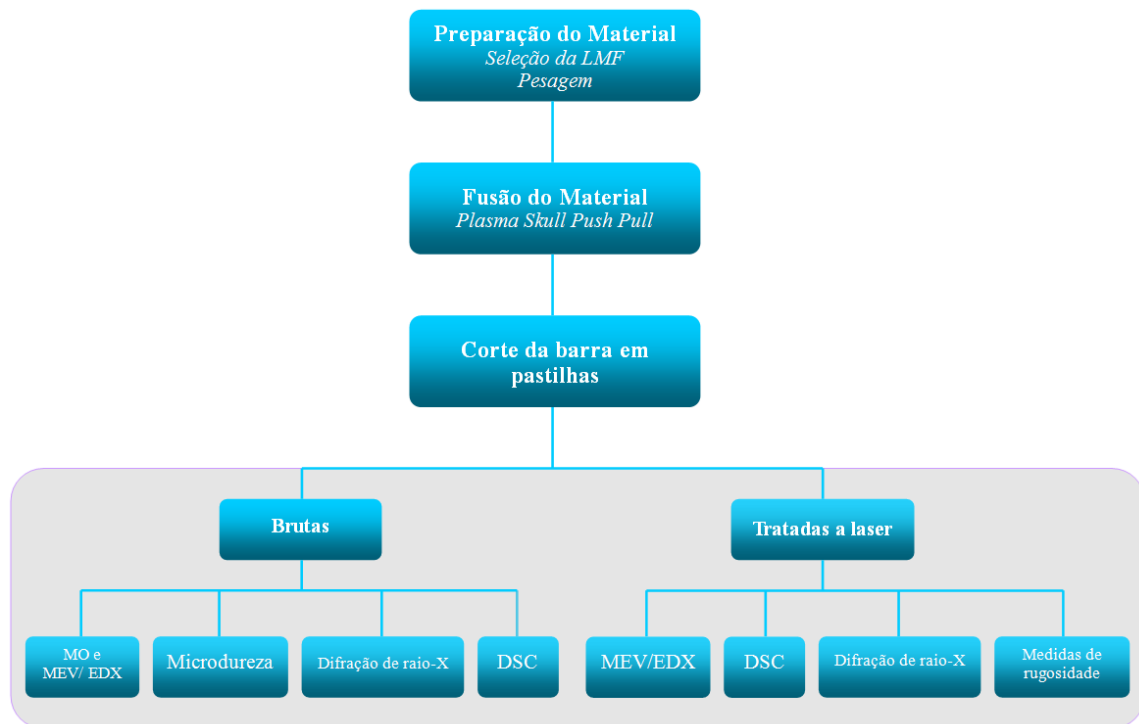 Preparação do Material
Seleção da LMF
Pesagem
Fusão do Material
Plasma Skull Push Pull
Corte da barra em
pastilhas
Brutas
Tratadas a laser
MO e
MEV/ EDX
Microdureza
Difração de raio-X
DSC
MEV/EDX
DSC
Difração de raio-X
Medidas de
rugosidade